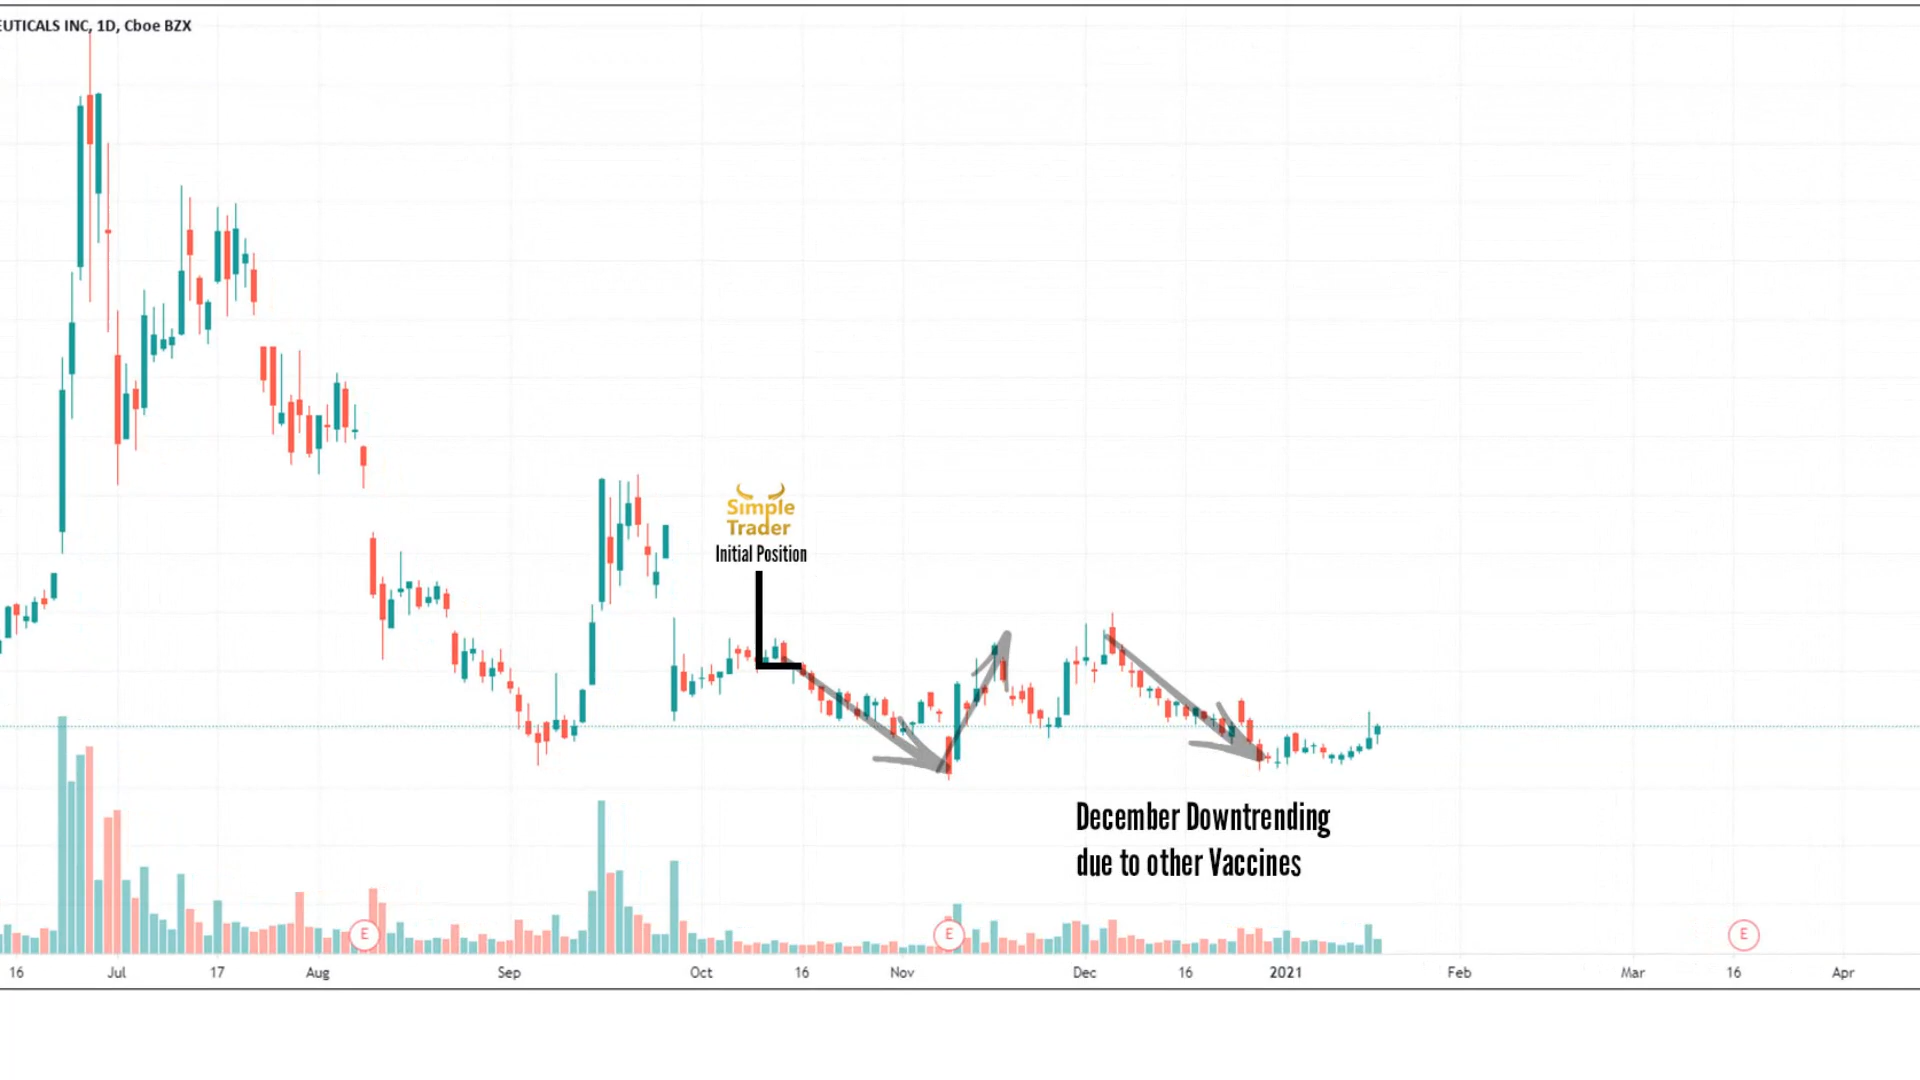 EUTICALS INC, 1D, Cboe BZX
Simple
Trader
Initial Position
December Downtrending
due to other Vaccines
E E E
16 Jul 17 Aug Sep Oct 16 Nov Dec 16 2021 Feb Mar 16 Apr